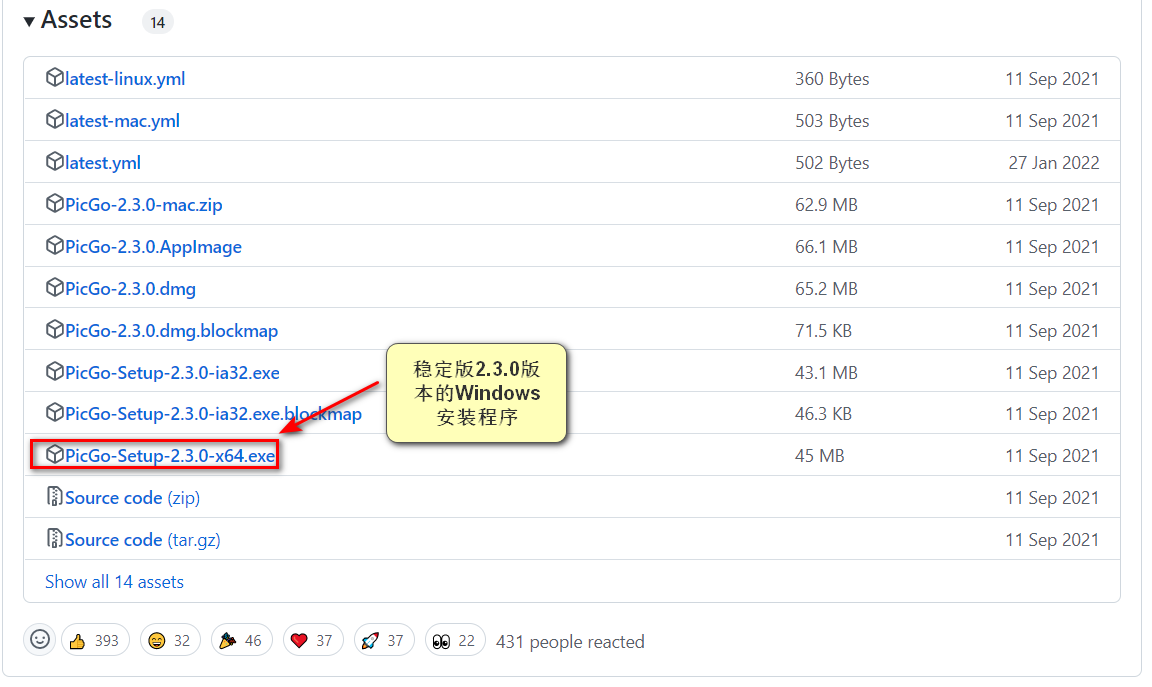 Assets 14
latest-linux.yml 360 Bytes 11 Sep 2021
latest-mac.yml 503 Bytes 11 Sep 2021
latest.yml 502 Bytes 27 Jan 2022
PicGo-2.3.0-mac.zip 62.9 MB 11 Sep 2021
PicGo-2.3.0.AppImage 66.1 MB 11 Sep 2021
PicGo-2.3.0.dmg 65.2 MB 11 Sep 2021
PicGo-2.3.0.dmg.blockmap 71.5 KB 11 Sep 2021
PicGo-Setup-2.3.0-ia32.exe 43.1 MB 11 Sep 2021
稳定版2.3.0版
本的Windows
安装程序
PicGo-Setup-2.3.0-ia32.exe.blockmap 46.3 KB 11 Sep 2021
PicGo-Setup-2.3.0-x64.exe 45 MB 11 Sep 2021
Source code (zip) 11 Sep 2021
Source code (tar.gz) 11 Sep 2021
Show all 14 assets
393 32 46 37 37 22 431 people reacted